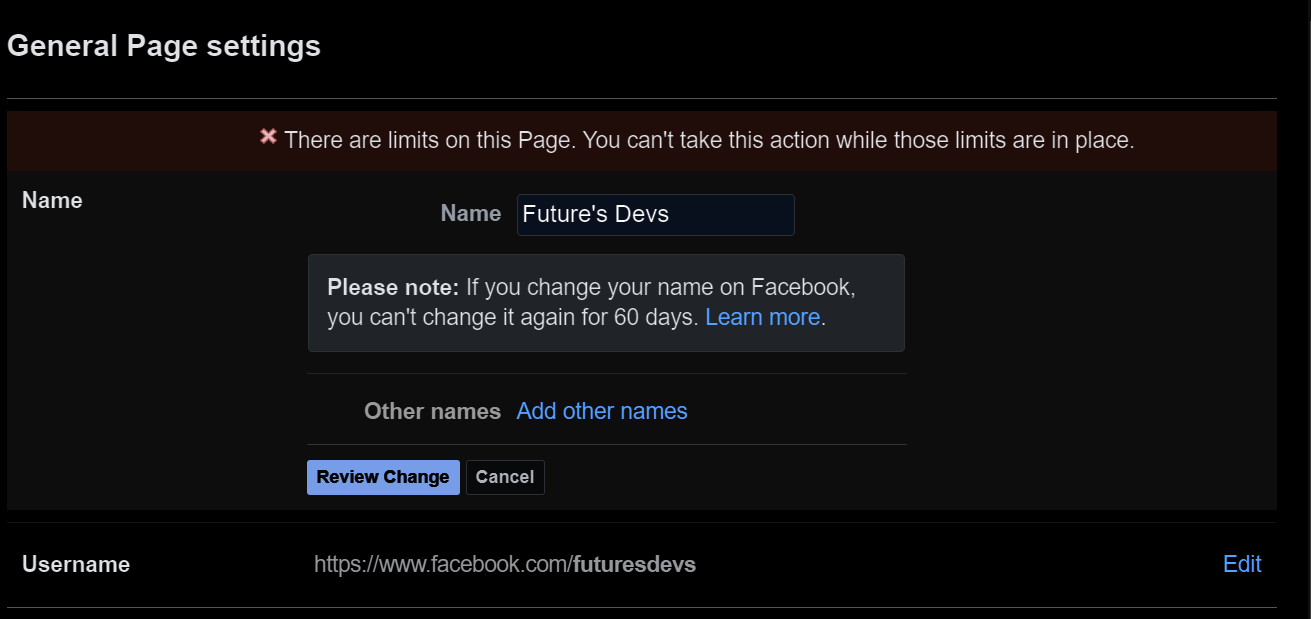 General Page settings
There are limits on this Page. You can't take this action while those limits are in place.
Name
Name Future's Devs
Please note: If you change your name on Facebook,
you can't change it again for 60 days. Learn more.
Other names Add other names
Review Change Cancel
Username https://www.facebook.com/futuresdevs Edit